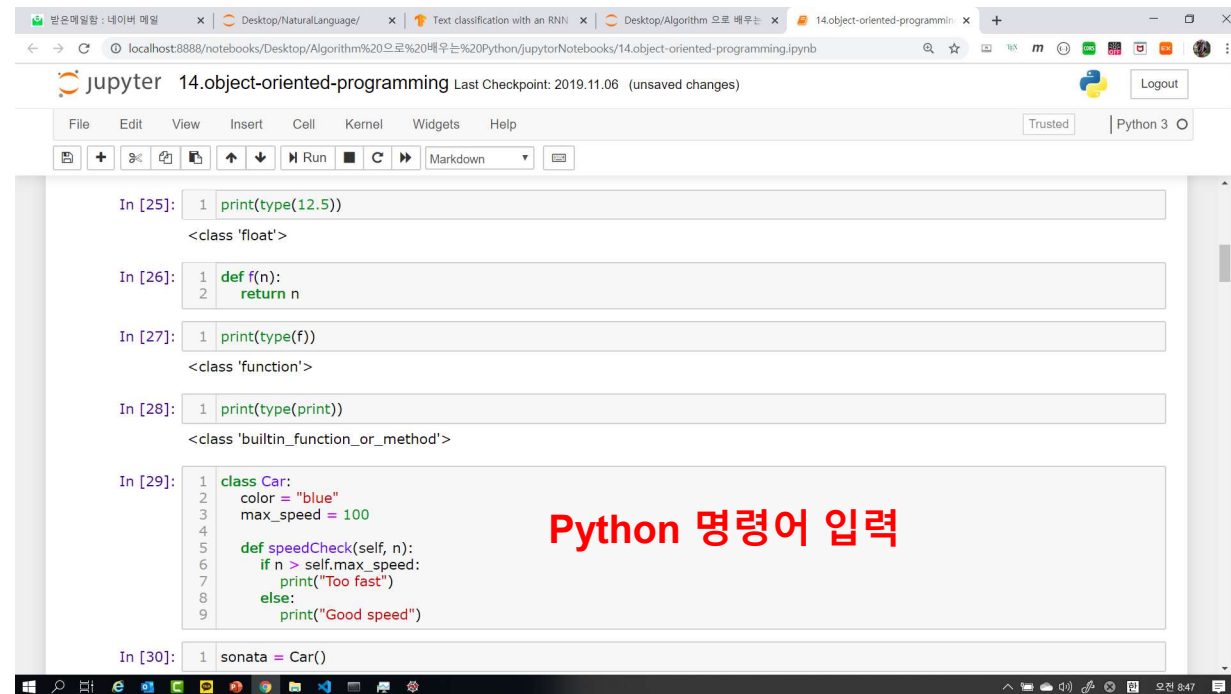 받은메일함 : 네이버 메일
Desktop/NaturalLanguage/
Text classification with an RNN
Desktop/Algorithm 으로 배우는
14.object-oriented-programmin
localhost:8888/notebooks/Desktop/Algorithm%20으로%20배우는%20Python/jupytorNotebooks/14.object-oriented-programming.ipynb
jupyter 14.object-oriented-programming Last Checkpoint: 2019.11.06 (unsaved changes)
Logout
File Edit View Insert Cell Kernel Widgets Help
Trusted Python 3
Run Markdown
In [25]: 1 print(type(12.5))
<class 'float'>
In [26]: 1 def f(n):
2 return n
In [27]: 1 print(type(f))
<class 'function'>
In [28]: 1 print(type(print))
<class 'builtin_function_or_method'>
In [29]: 1 class Car:
2 color = "blue"
3 max_speed = 100
4
5 def speedCheck(self, n):
6 if n > self.max_speed:
7 print("Too fast")
8 else:
9 print("Good speed")
Python 명령어 입력
In [30]: 1 sonata = Car()
한 오전 8:47